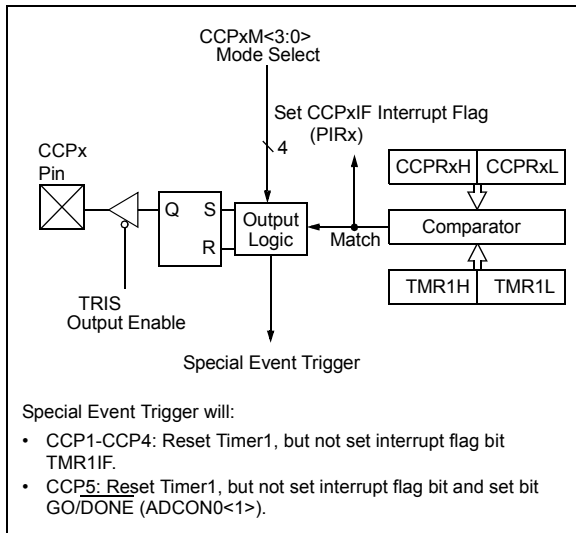 CCPxM<3:0>
Mode Select
Set CCPxIF Interrupt Flag
(PIRx)
4
CCPx
Pin
CCPRxH CCPRxL
Q S
R
Output
Logic
Match
Comparator
TRIS
Output Enable
TMR1H TMR1L
Special Event Trigger
Special Event Trigger will:
• CCP1-CCP4: Reset Timer1, but not set interrupt flag bit
TMR1IF.
• CCP5: Reset Timer1, but not set interrupt flag bit and set bit
GO/DONE (ADCON0<1>).